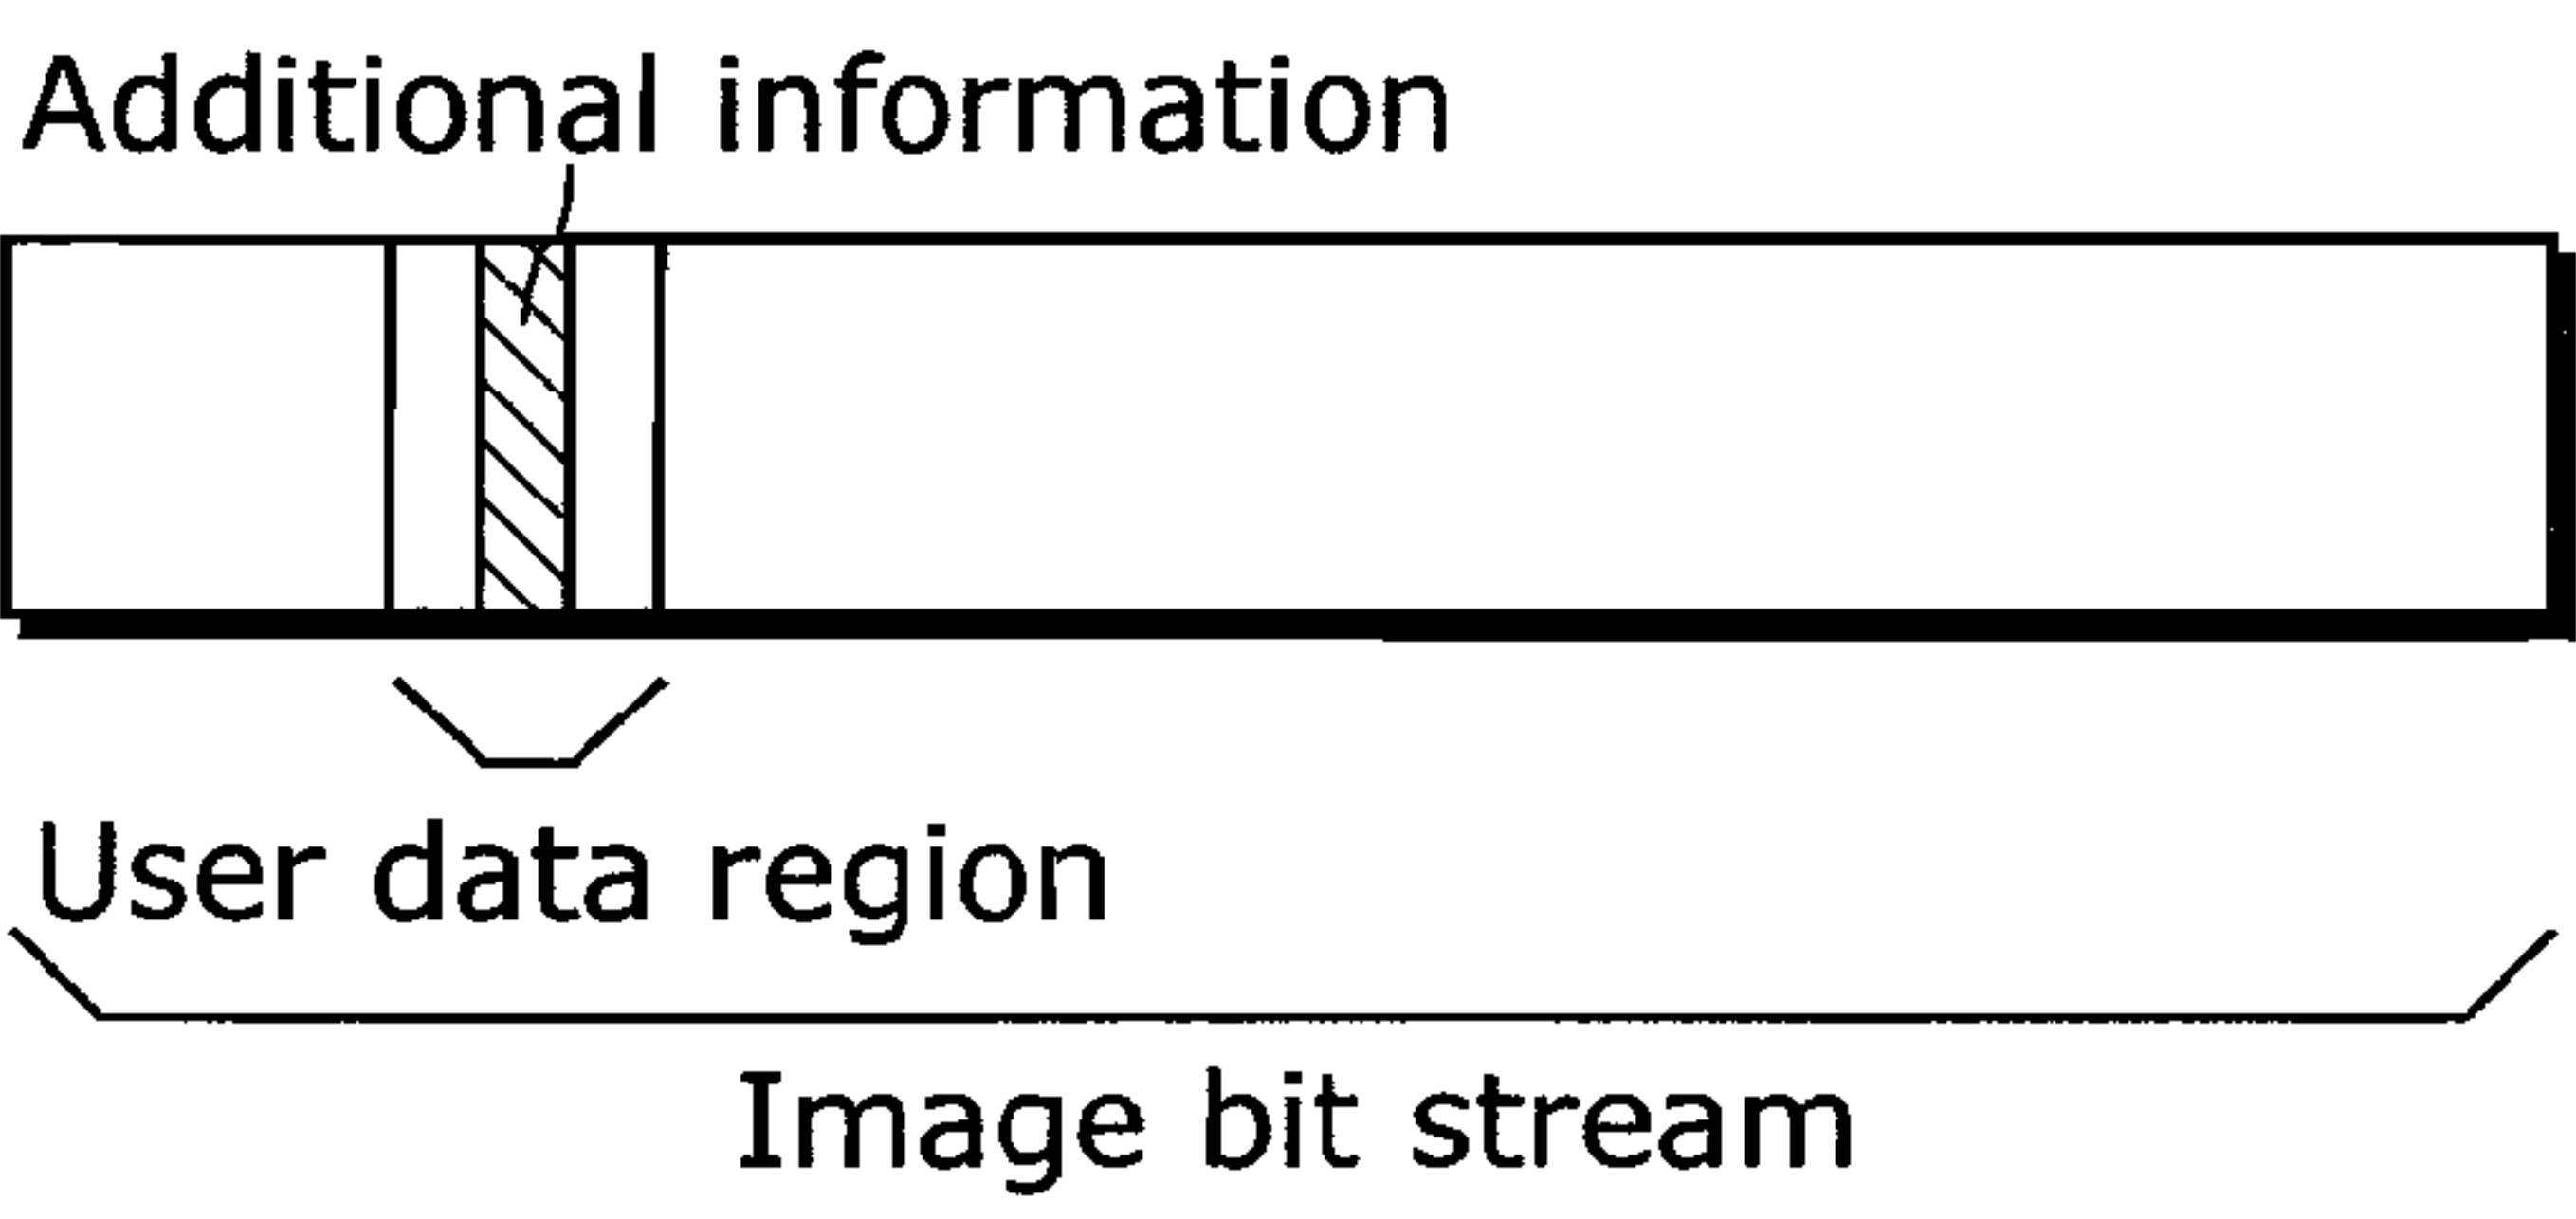 Additional information
User data region
Image bit stream